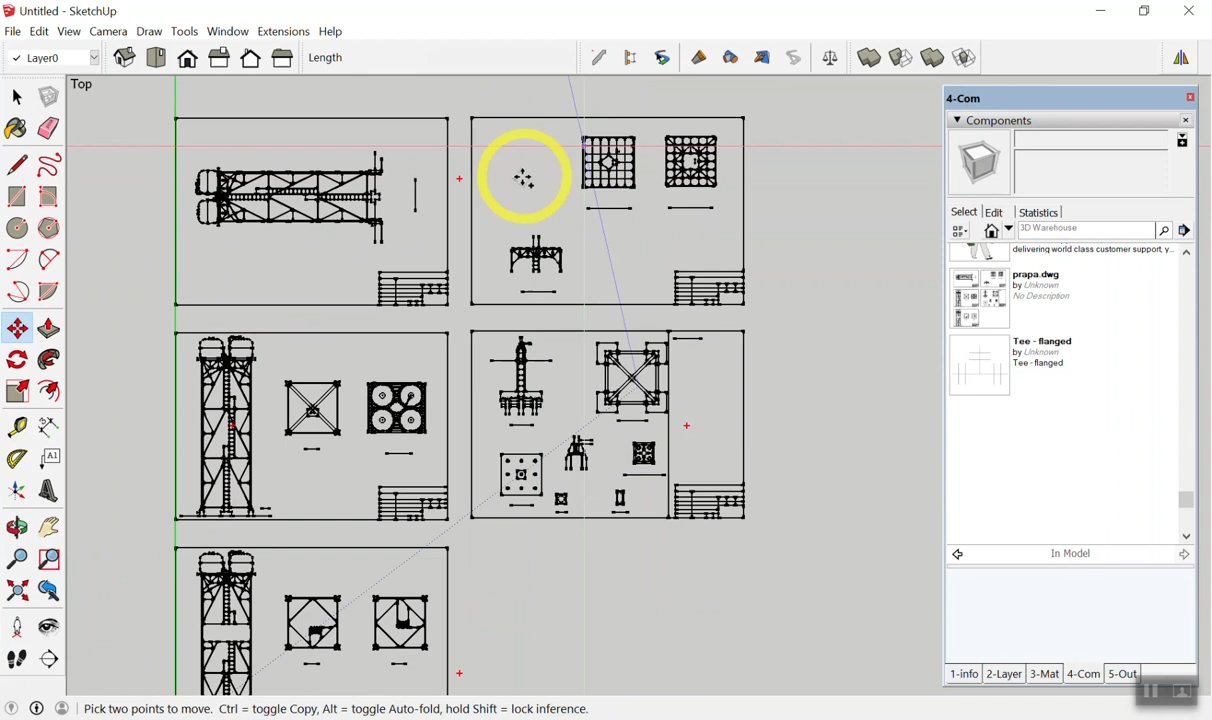 Untitled - SketchUp
File Edit View Camera Draw Tools Window Extensions Help
Layer0
Length
Top
4-Com
Components
Select Edit Statistics
3D Warehouse
delivering world class customer support, y...
prapa.dwg
by Unknown
No Description
Tee - flanged
by Unknown
Tee - flanged
In Model
1-info 2-Layer 3-Mat 4-Com 5-Out
A1
Pick two points to move. Ctrl = toggle Copy, Alt = toggle Auto-fold, hold Shift = lock inference.